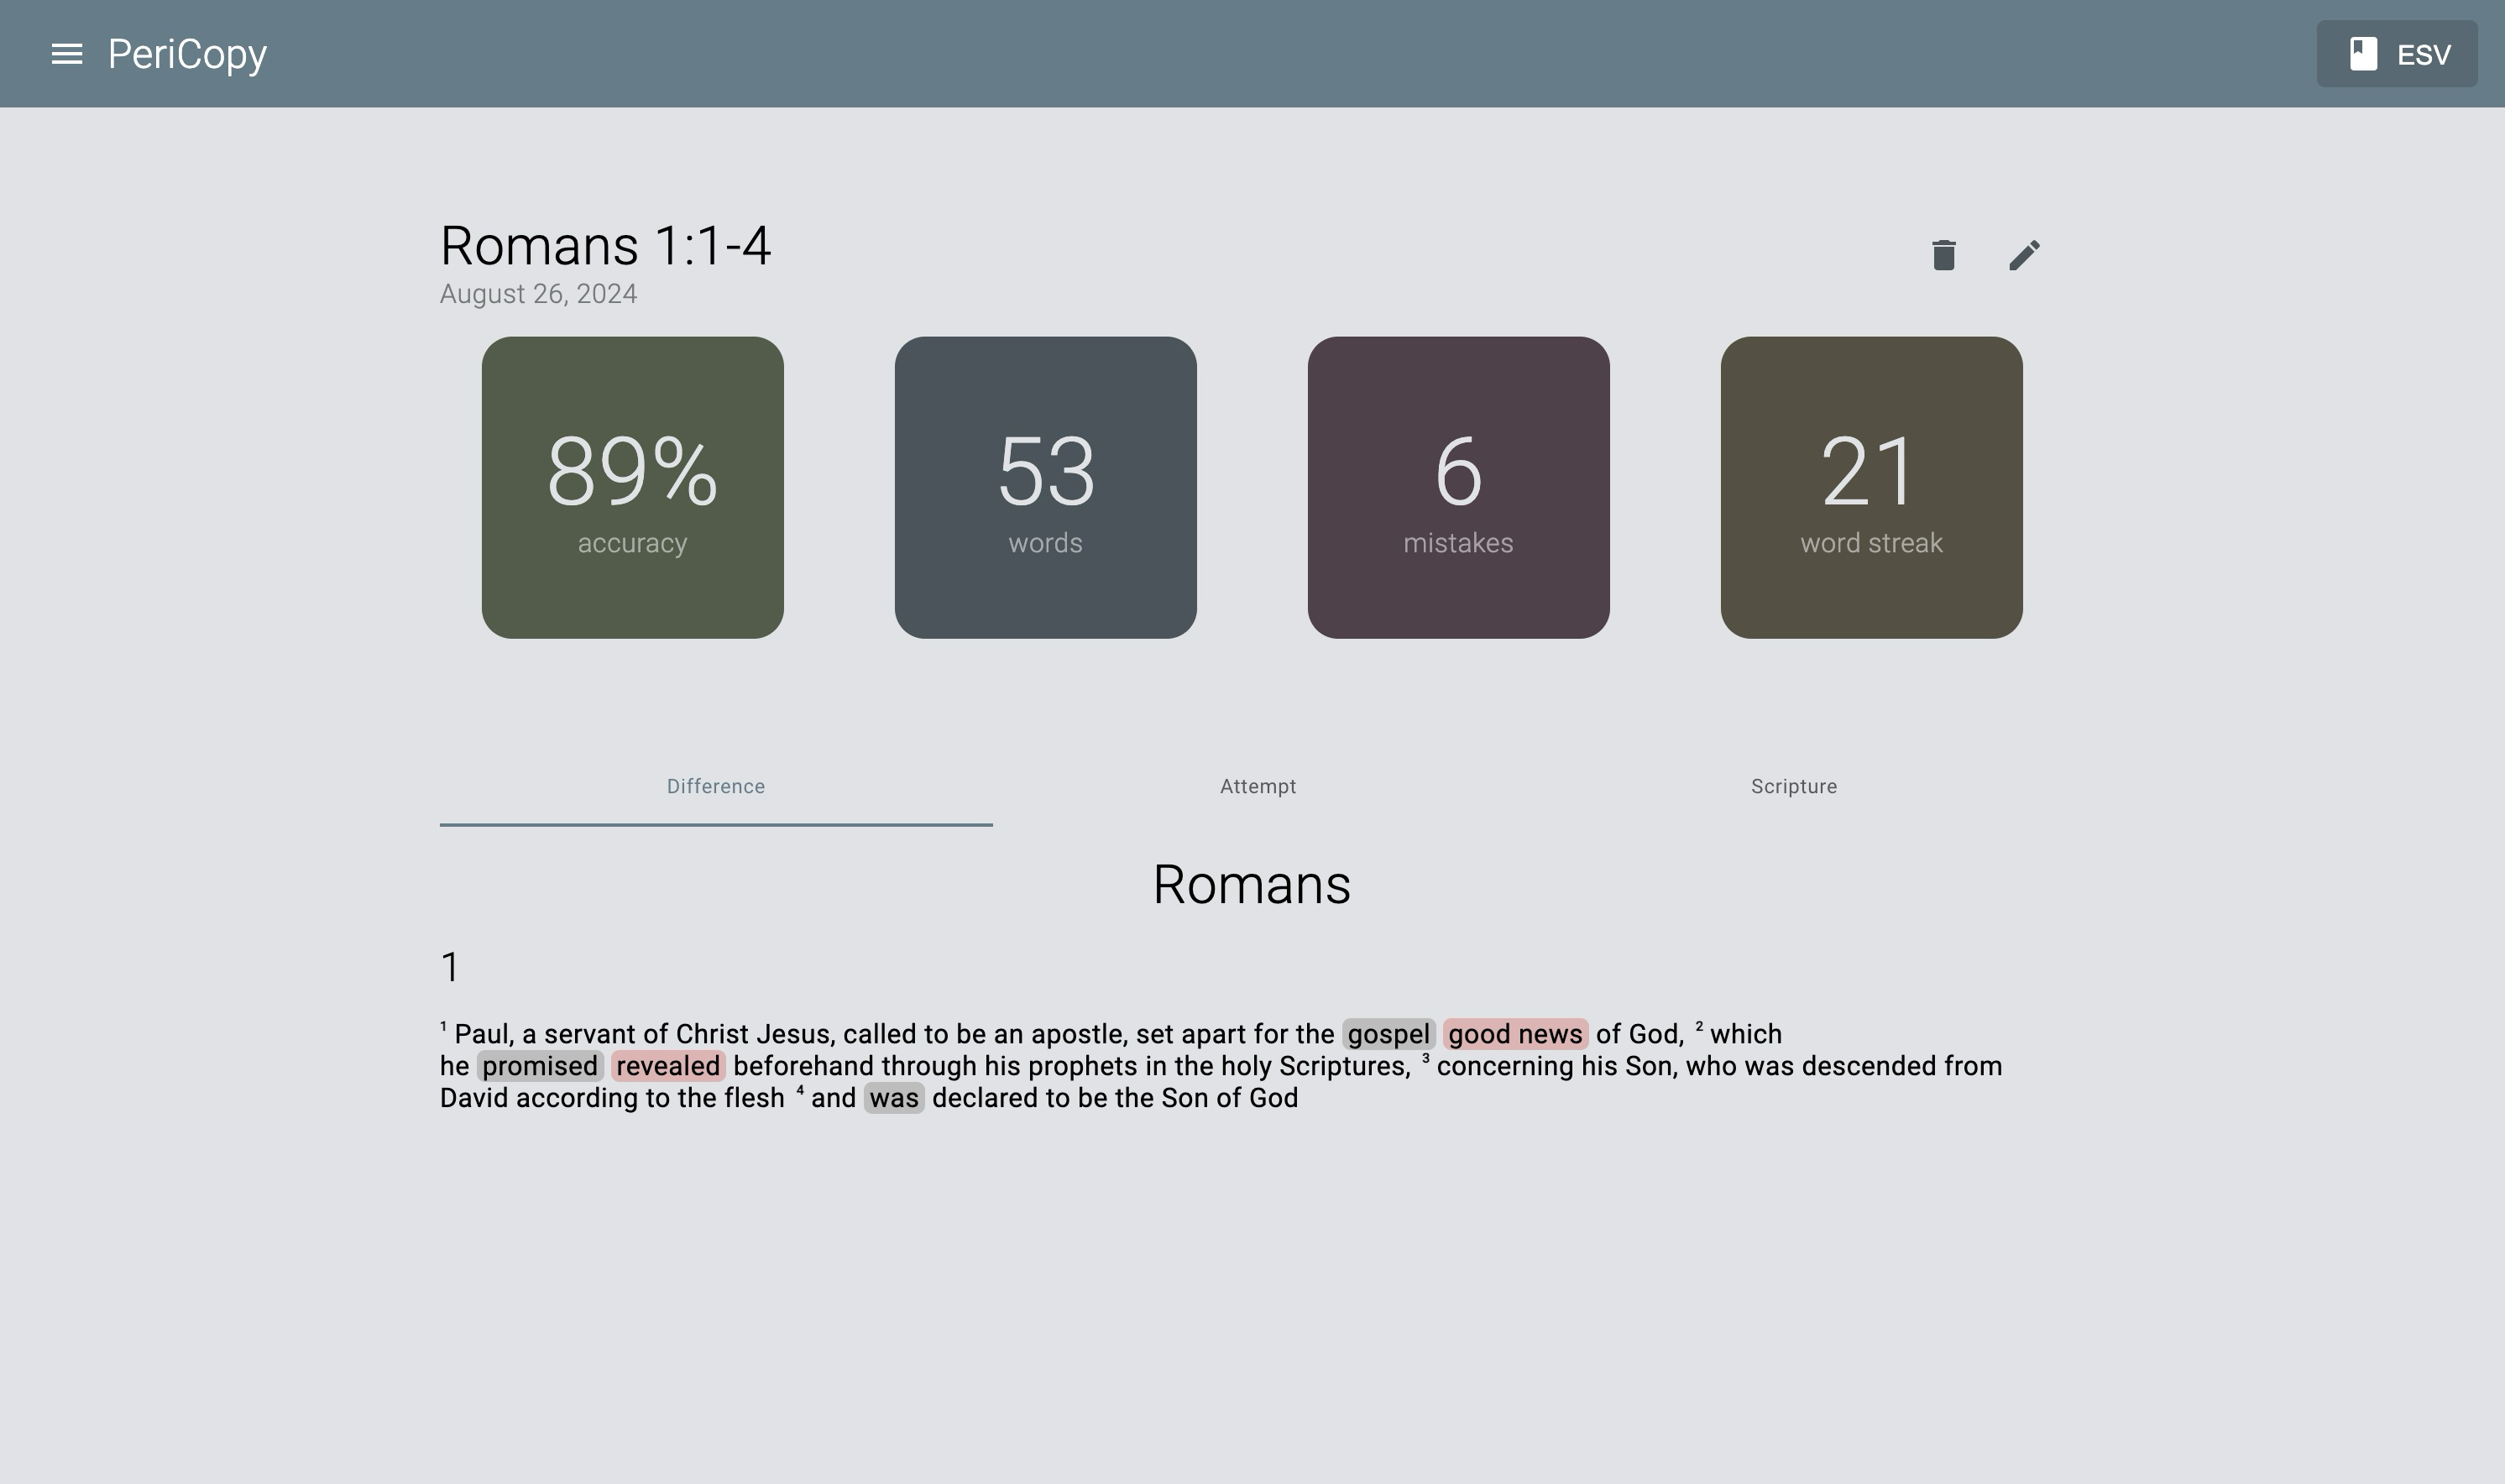 PeriCopy
ESV
Romans 1:1-4
August 26, 2024
89%
accuracy
53
words
6
mistakes
21
word streak
Difference
Attempt
Scripture
Romans
1
1 Paul, a servant of Christ Jesus, called to be an apostle, set apart for the gospel good news of God, 2 which
he promised revealed beforehand through his prophets in the holy Scriptures, 3 concerning his Son, who was descended from
David according to the flesh 4 and was declared to be the Son of God